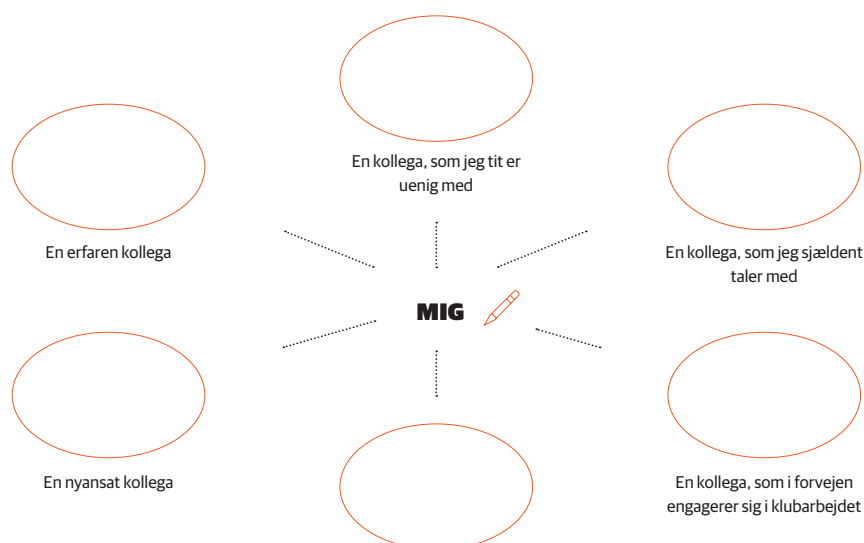 En kollega, som jeg tit er
uenig med
En erfaren kollega
En kollega, som jeg sjældent
taler med
MIG
En nyansat kollega
En kollega, som i forvejen
engagerer sig i klubarbejdet